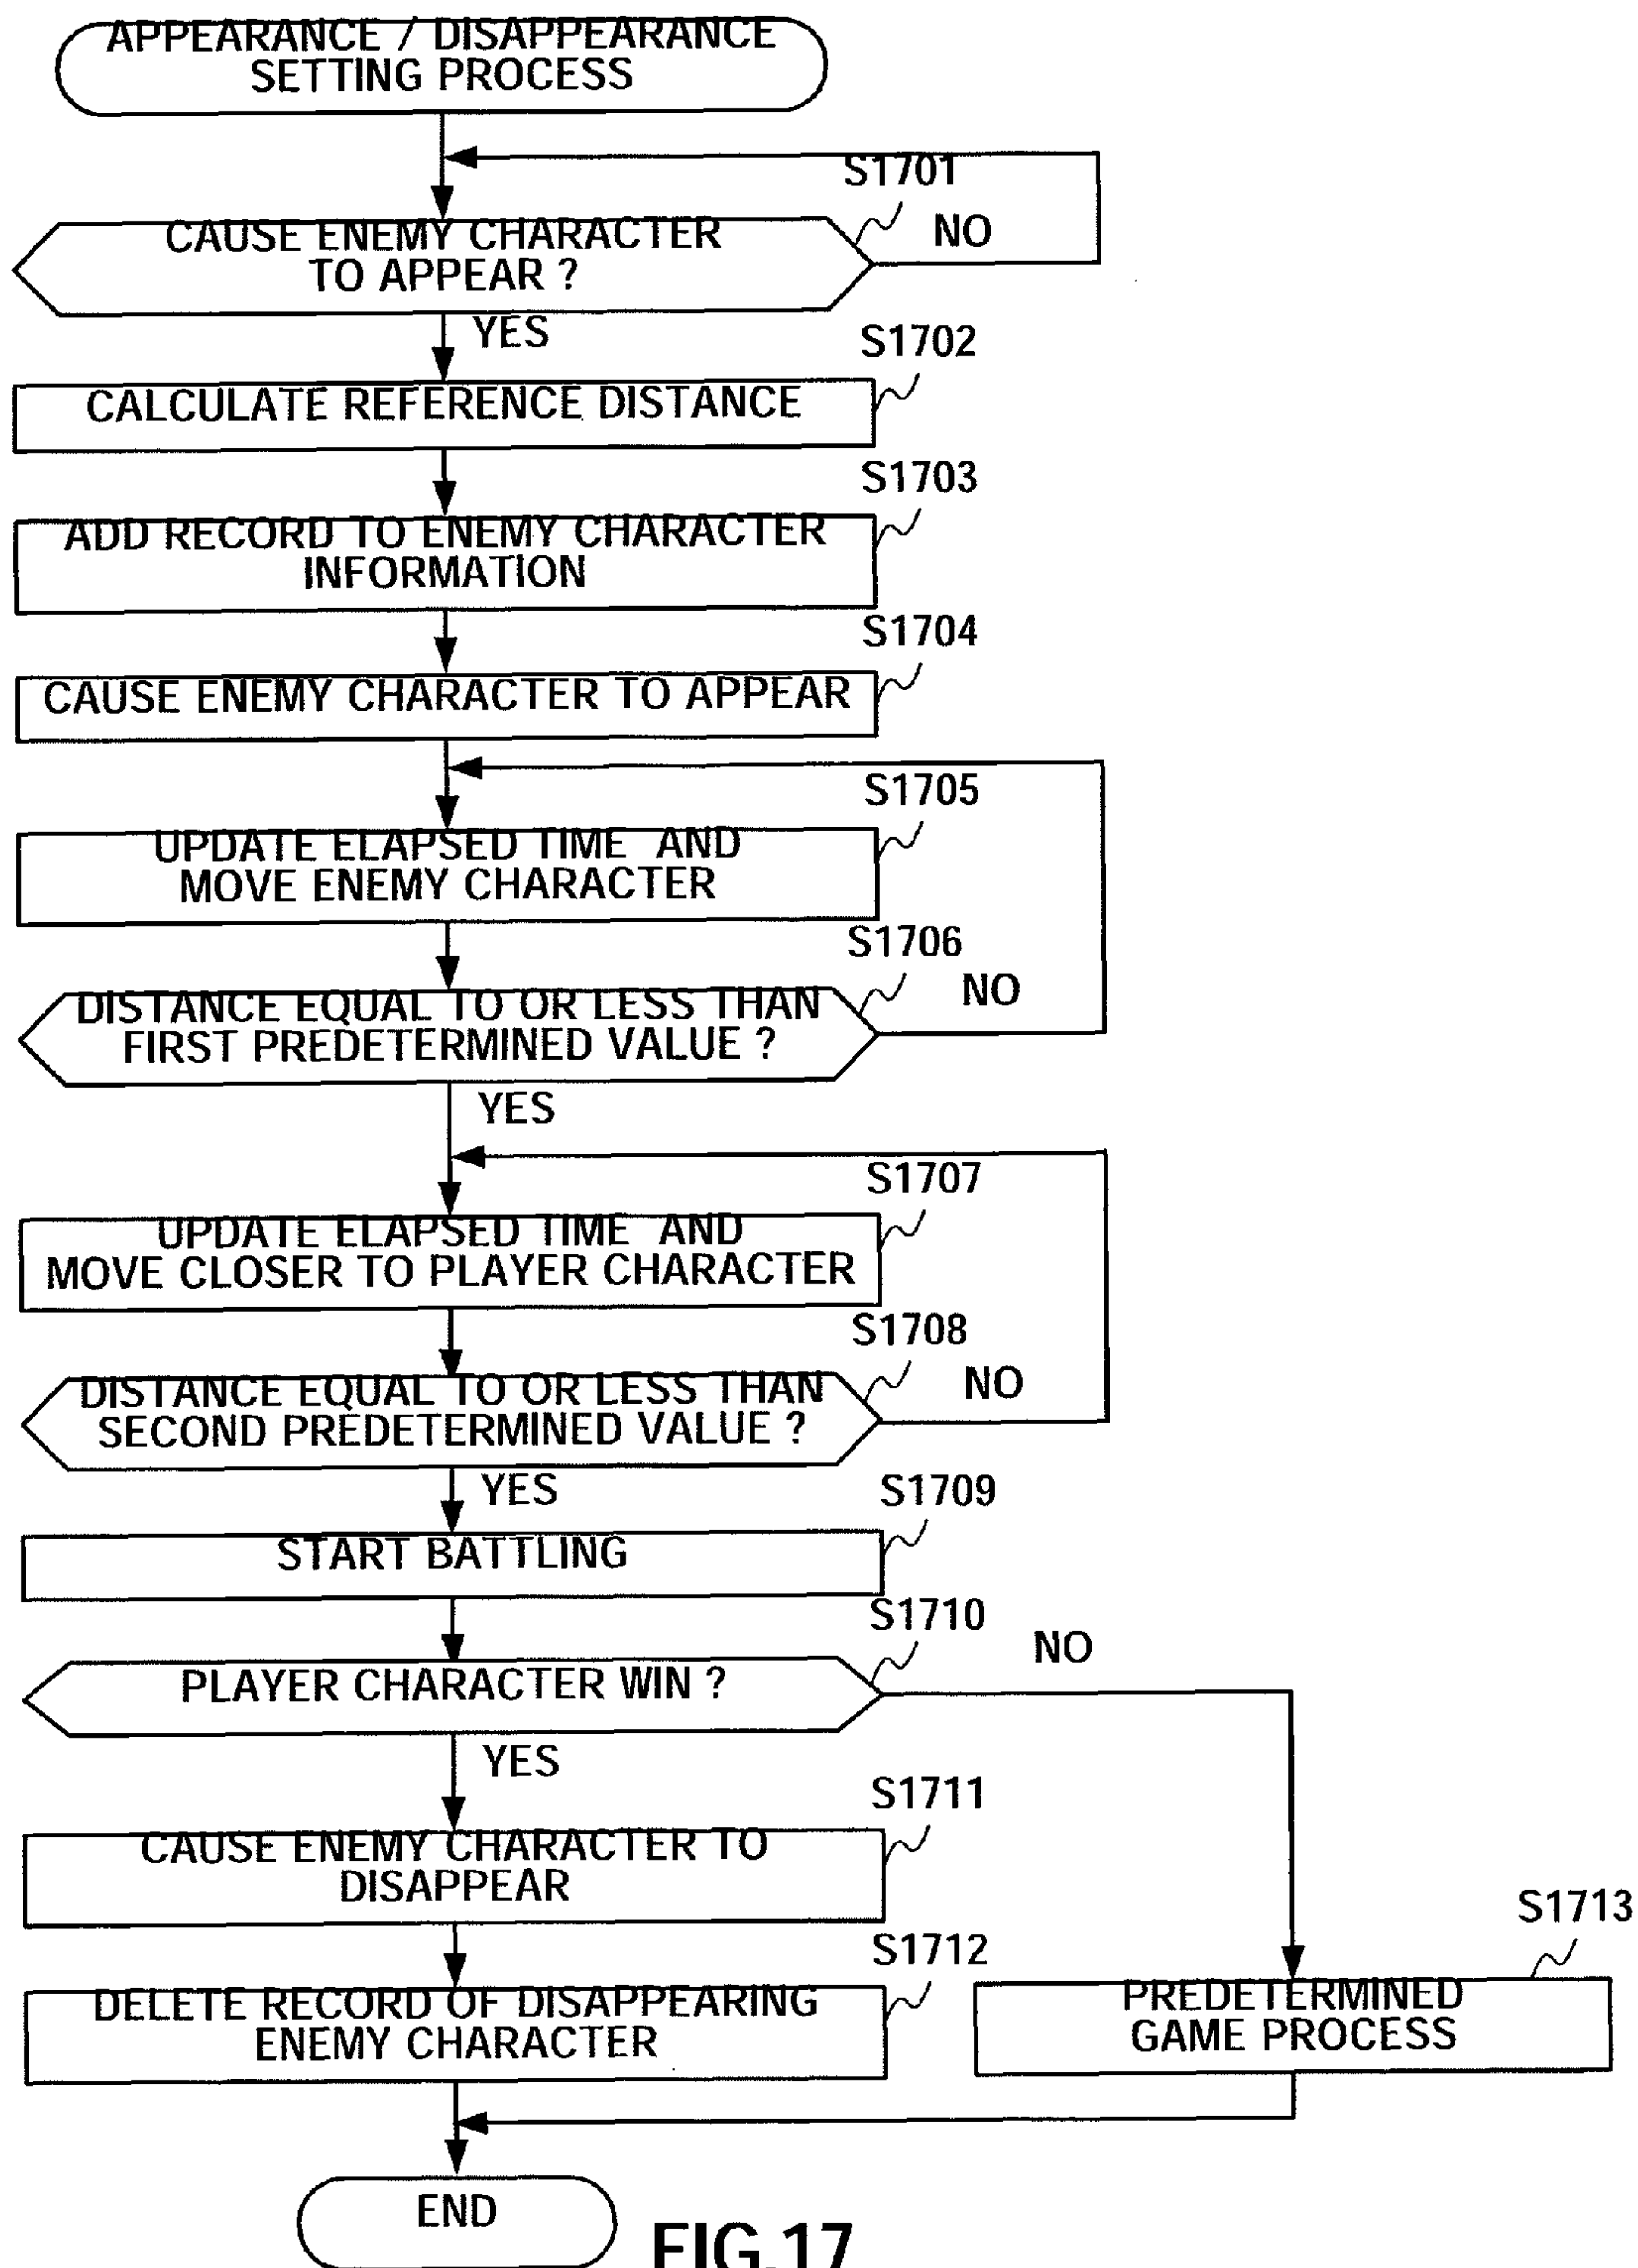 APPEARANCE / DISAPPEARANCE
SETTING PROCESS
S1701
NO
CAUSE ENEMY CHARACTER
TO APPEAR ?
YES
S1702
CALCULATE REFERENCE DISTANCE
S1703
ADD RECORD TO ENEMY CHARACTER
INFORMATION
S1704
CAUSE ENEMY CHARACTER TO APPEAR
S1705
UPDATE ELAPSED TIME AND
MOVE ENEMY CHARACTER
S1706
NO
DISTANCE EQUAL TO OR LESS THAN
FIRST PREDETERMINED VALUE ?
YES
S1707
UPDATE ELAPSED TIME AND
MOVE CLOSER TO PLAYER CHARACTER
S1708
NO
DISTANCE EQUAL TO OR LESS THAN
SECOND PREDETERMINED VALUE ?
YES
S1709
START BATTLING
S1710
NO
PLAYER CHARACTER WIN ?
YES
S1711
CAUSE ENEMY CHARACTER TO
DISAPPEAR
S1712
DELETE RECORD OF DISAPPEARING
ENEMY CHARACTER
S1713
PREDETERMINED
GAME PROCESS
END
FIG.17